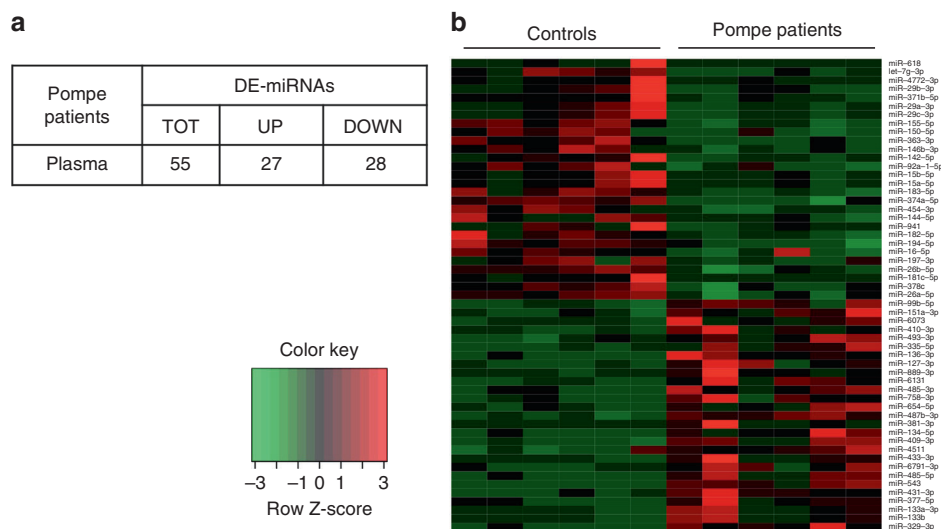 a
Pompe patients
DE-miRNAs
TOT
UP
DOWN
Plasma
55
27
28
Color key
−3 −1 0 1 3
Row Z-score
b
Controls
Pompe patients
miR−618
let−7g−3p
miR−4772−3p
miR−29b−3p
miR−371b−5p
miR−29a−3p
miR−29c−3p
miR−155−5p
miR−150−5p
miR−363−3p
miR−146b−3p
miR−142−5p
miR−92a−1−5p
miR−15b−5p
miR−15a−5p
miR−183−5p
miR−374a−5p
miR−454−3p
miR−144−5p
miR−941
miR−182−5p
miR−194−5p
miR−16−5p
miR−197−3p
miR−26b−5p
miR−181c−5p
miR−378c
miR−26a−5p
miR−99b−5p
miR−151a−3p
miR−6073
miR−410−3p
miR−493−3p
miR−335−5p
miR−136−3p
miR−127−3p
miR−889−3p
miR−6131
miR−485−3p
miR−758−3p
miR−654−5p
miR−487b−3p
miR−381−3p
miR−134−5p
miR−409−3p
miR−4511
miR−433−3p
miR−6791−3p
miR−485−5p
miR−543
miR−431−3p
miR−377−5p
miR−133a−3p
miR−133b
miR−329−3p